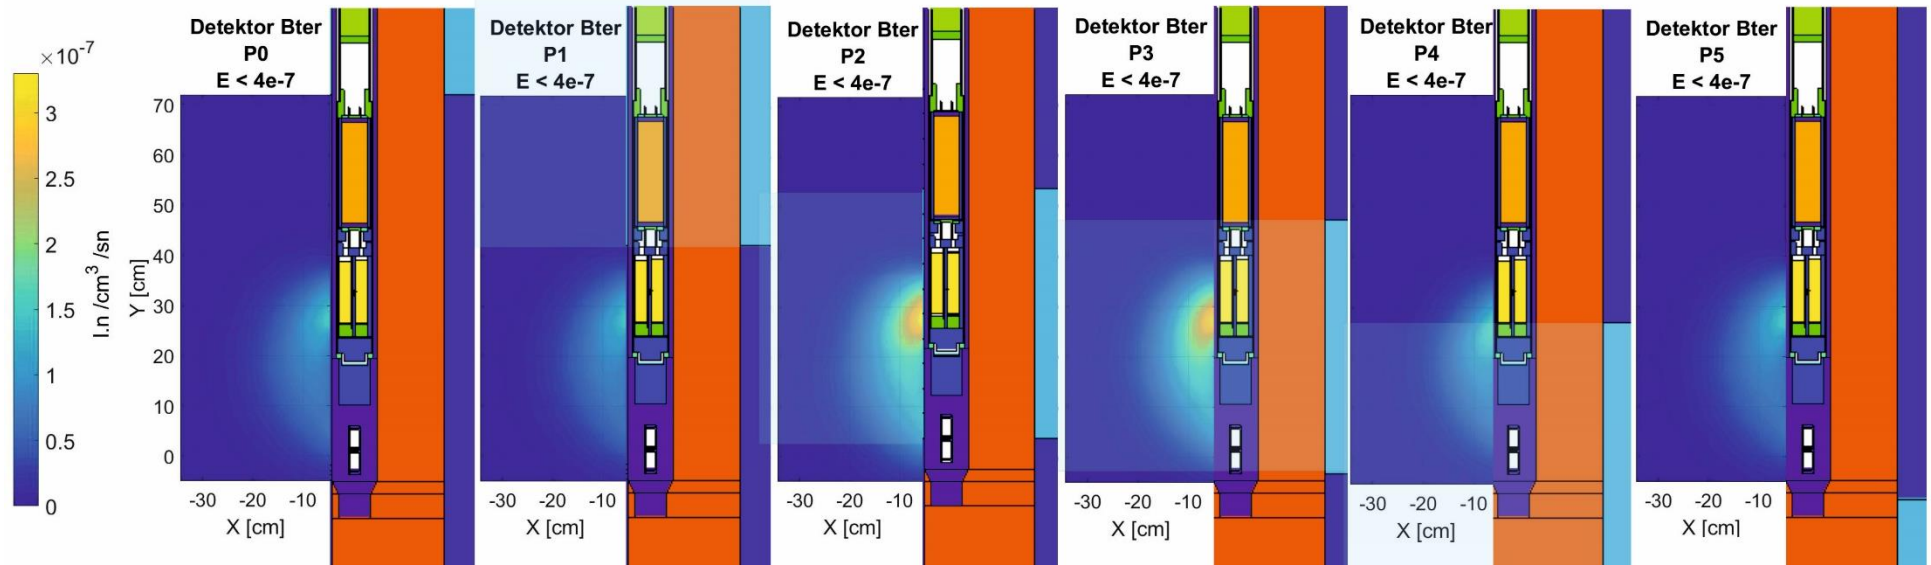 ×10⁻⁷
3
2.5
2
1.5
1
0.5
0
I.n /cm³ /sn
Detektor Bter
P0
E < 4e-7
70
60
50
40
30
20
10
0
Y [cm]
-30 -20 -10
X [cm]
Detektor Bter
P1
E < 4e-7
-30 -20 -10
X [cm]
Detektor Bter
P2
E < 4e-7
-30 -20 -10
X [cm]
Detektor Bter
P3
E < 4e-7
-30 -20 -10
X [cm]
Detektor Bter
P4
E < 4e-7
-30 -20 -10
X [cm]
Detektor Bter
P5
E < 4e-7
-30 -20 -10
X [cm]